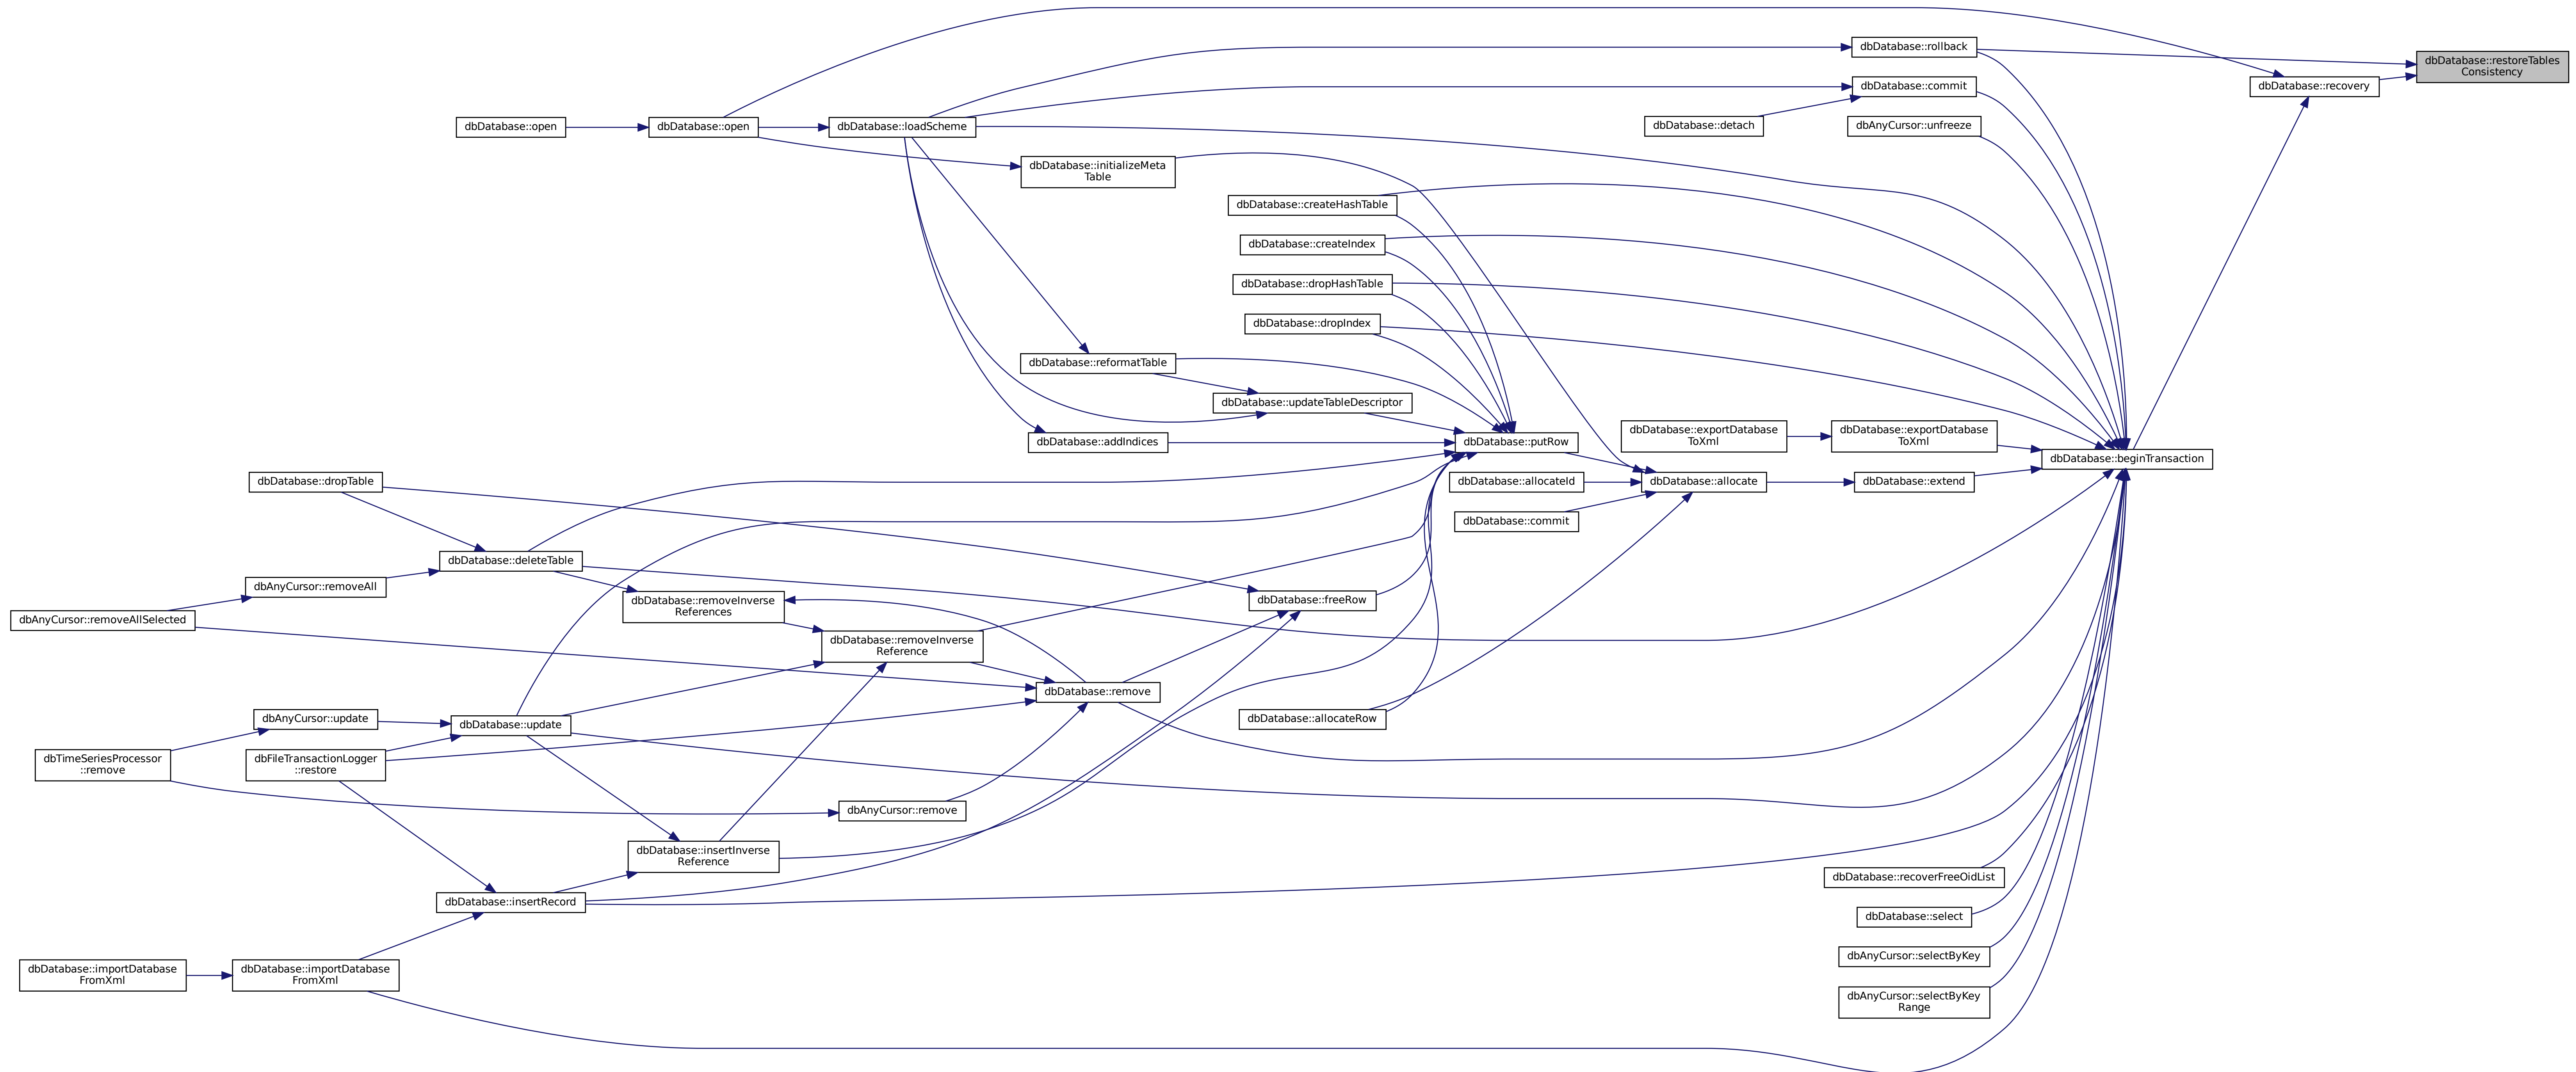 dbDatabase::rollback
dbDatabase::restoreTables
Consistency
dbDatabase::recovery
dbDatabase::commit
dbDatabase::detach
dbAnyCursor::unfreeze
dbDatabase::open
dbDatabase::open
dbDatabase::loadScheme
dbDatabase::initializeMeta
Table
dbDatabase::createHashTable
dbDatabase::createIndex
dbDatabase::dropHashTable
dbDatabase::dropIndex
dbDatabase::reformatTable
dbDatabase::updateTableDescriptor
dbDatabase::addIndices
dbDatabase::putRow
dbDatabase::exportDatabase
ToXml
dbDatabase::exportDatabase
ToXml
dbDatabase::beginTransaction
dbDatabase::dropTable
dbDatabase::allocateId
dbDatabase::allocate
dbDatabase::extend
dbDatabase::commit
dbDatabase::deleteTable
dbAnyCursor::removeAll
dbAnyCursor::removeAllSelected
dbDatabase::removeInverse
References
dbDatabase::freeRow
dbDatabase::removeInverse
Reference
dbDatabase::remove
dbDatabase::allocateRow
dbAnyCursor::update
dbDatabase::update
dbTimeSeriesProcessor
::remove
dbFileTransactionLogger
::restore
dbAnyCursor::remove
dbDatabase::insertInverse
Reference
dbDatabase::recoverFreeOidList
dbDatabase::insertRecord
dbDatabase::select
dbAnyCursor::selectByKey
dbDatabase::importDatabase
FromXml
dbDatabase::importDatabase
FromXml
dbAnyCursor::selectByKey
Range